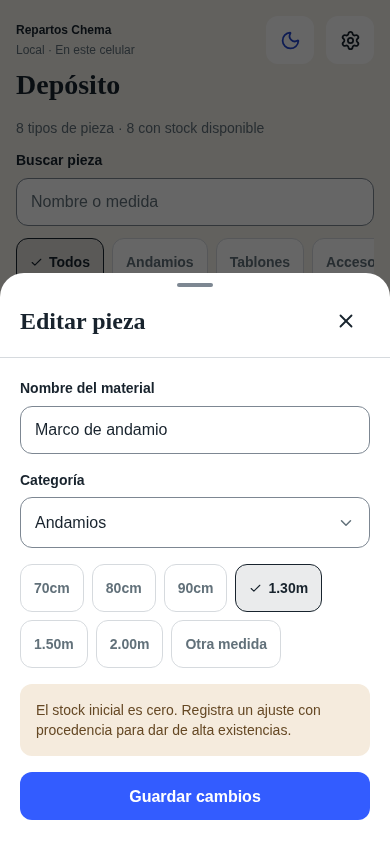 Repartos Chema
Local · En este celular
Depósito
8 tipos de pieza · 8 con stock disponible
Buscar pieza
Nombre o medida
Todos
Andamios
Tablones
Acceso
Editar pieza
Nombre del material
Marco de andamio
Categoría
Andamios
70cm
80cm
90cm
1.30m
1.50m
2.00m
Otra medida
El stock inicial es cero. Registra un ajuste con
procedencia para dar de alta existencias.
Guardar cambios